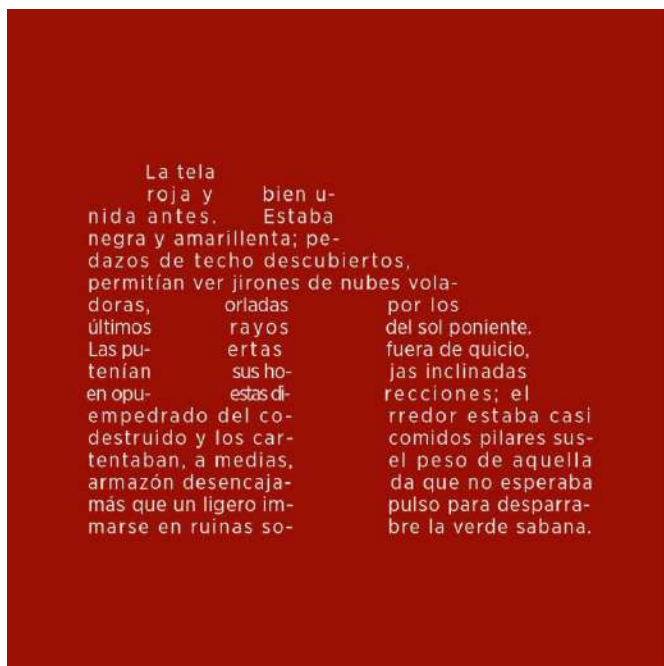 La tela
roja y bien u-
nida antes. Estaba
negra y amarillenta; pe-
dazos de techo descubiertos,
permitían ver jirones de nubes vola-
doras, orladas por los
últimos rayos del sol poniente.
Las pu- ertas fuera de quicio,
tenían sus ho- jas inclinadas
en opu- estas di- recciones; el
empedrado del co- rredor estaba casi
destruido y los car- comidos pilares sus-
tentaban, a medias, el peso de aquella
armazón desencaja- da que no esperaba
más que un ligero im- pulso para desparra-
marse en ruinas so- bre la verde sabana.